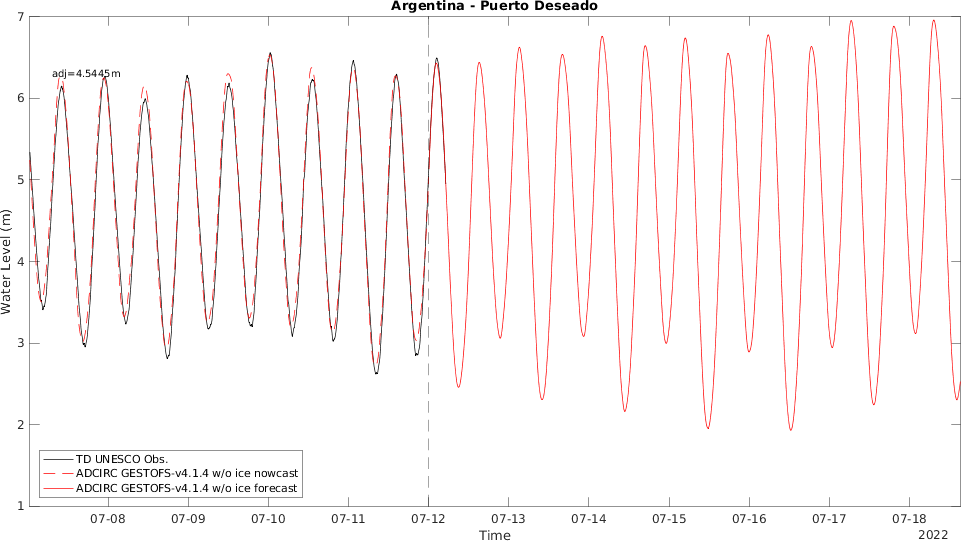 Argentina - Puerto Deseado
adj=4.5445m
7
6
5
4
3
2
1
Water Level (m)
TD UNESCO Obs.
ADCIRC GESTOFS-v4.1.4 w/o ice nowcast
ADCIRC GESTOFS-v4.1.4 w/o ice forecast
07-08 07-09 07-10 07-11 07-12 07-13 07-14 07-15 07-16 07-17 07-18
Time
2022